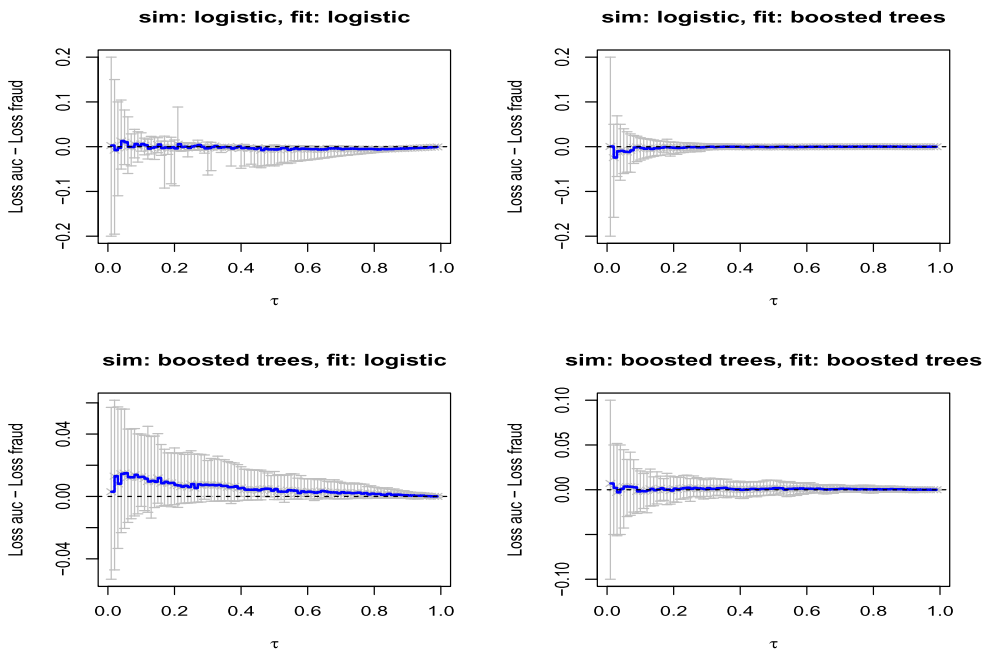 sim: logistic, fit: logistic
Loss auc − Loss fraud
0.2
0.1
0.0
−0.1
−0.2
0.0 0.2 0.4 0.6 0.8 1.0
τ
sim: logistic, fit: boosted trees
Loss auc − Loss fraud
0.2
0.1
0.0
−0.1
−0.2
0.0 0.2 0.4 0.6 0.8 1.0
τ
sim: boosted trees, fit: logistic
Loss auc − Loss fraud
0.04
0.00
−0.04
0.0 0.2 0.4 0.6 0.8 1.0
τ
sim: boosted trees, fit: boosted trees
Loss auc − Loss fraud
0.10
0.05
0.00
−0.10
0.0 0.2 0.4 0.6 0.8 1.0
τ